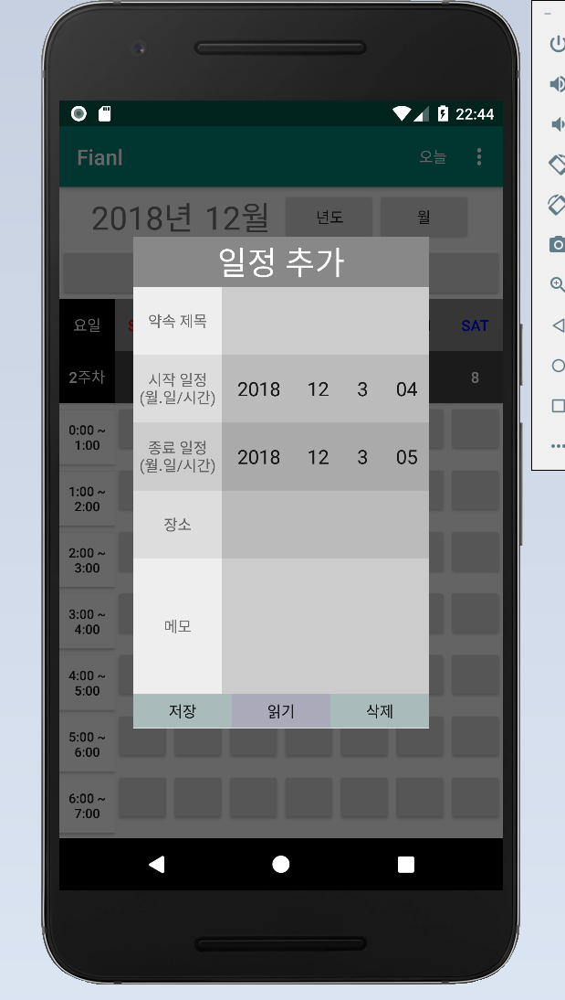 22:44
Fianl
오늘
2018년 12월
년도
월
일정 추가
요일
S
SAT
2주차
8
약속 제목
시작 일정
(월.일/시간)
2018 12 3 04
종료 일정
(월.일/시간)
2018 12 3 05
장소
메모
저장
읽기
삭제
0:00 ~
1:00
1:00 ~
2:00
2:00 ~
3:00
3:00 ~
4:00
4:00 ~
5:00
5:00 ~
6:00
6:00 ~
7:00